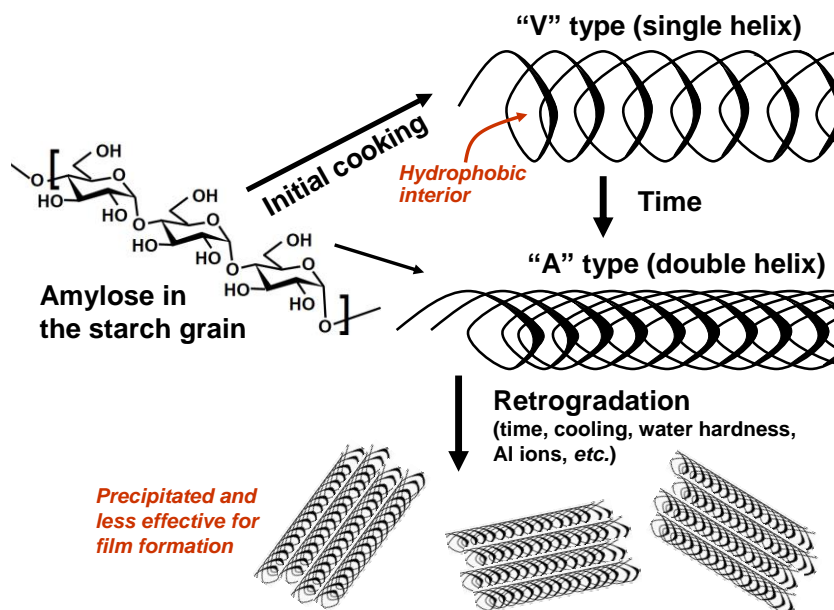 “V” type (single helix)
Initial cooking
Hydrophobic
interior
Time
[
OH
O
O
HO
HO
O
OH
O
HO
HO
O
OH
O
HO
HO
O
]
“A” type (double helix)
Amylose in
the starch grain
Retrogradation
(time, cooling, water hardness,
Al ions, etc.)
Precipitated and
less effective for
film formation